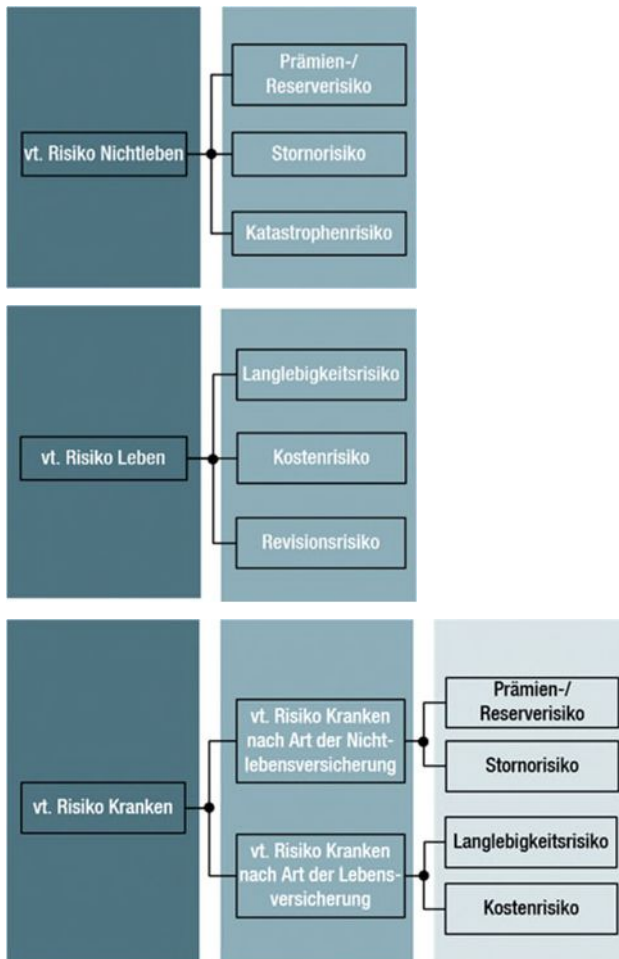 vt. Risiko Nichtleben
Prämien-/
Reserverisiko
Stornorisiko
Katastrophenrisiko
vt. Risiko Leben
Langlebigkeitsrisiko
Kostenrisiko
Revisionsrisiko
vt. Risiko Kranken
vt. Risiko Kranken
nach Art der Nicht-
lebensversicherung
Prämien-/
Reserverisiko
Stornorisiko
vt. Risiko Kranken
nach Art der Lebens-
versicherung
Langlebigkeitsrisiko
Kostenrisiko